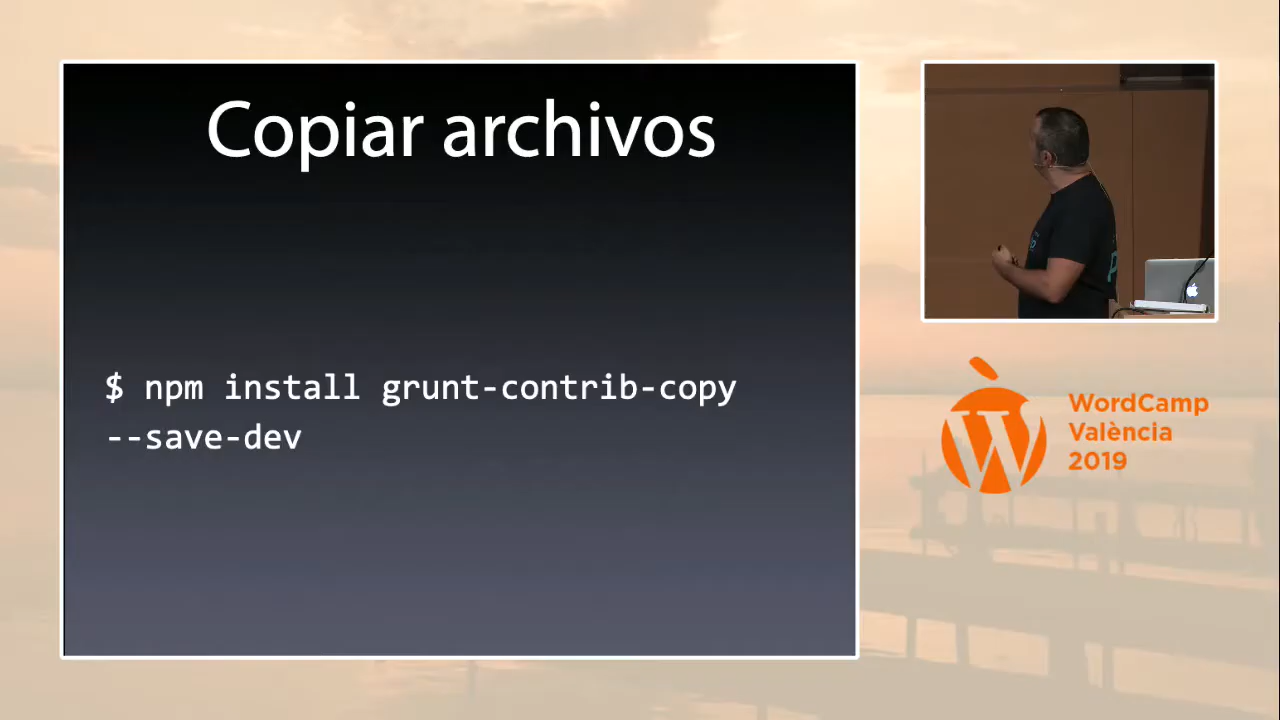 Copiar archivos
$ npm install grunt-contrib-copy
--save-dev
WordCamp
València
2019